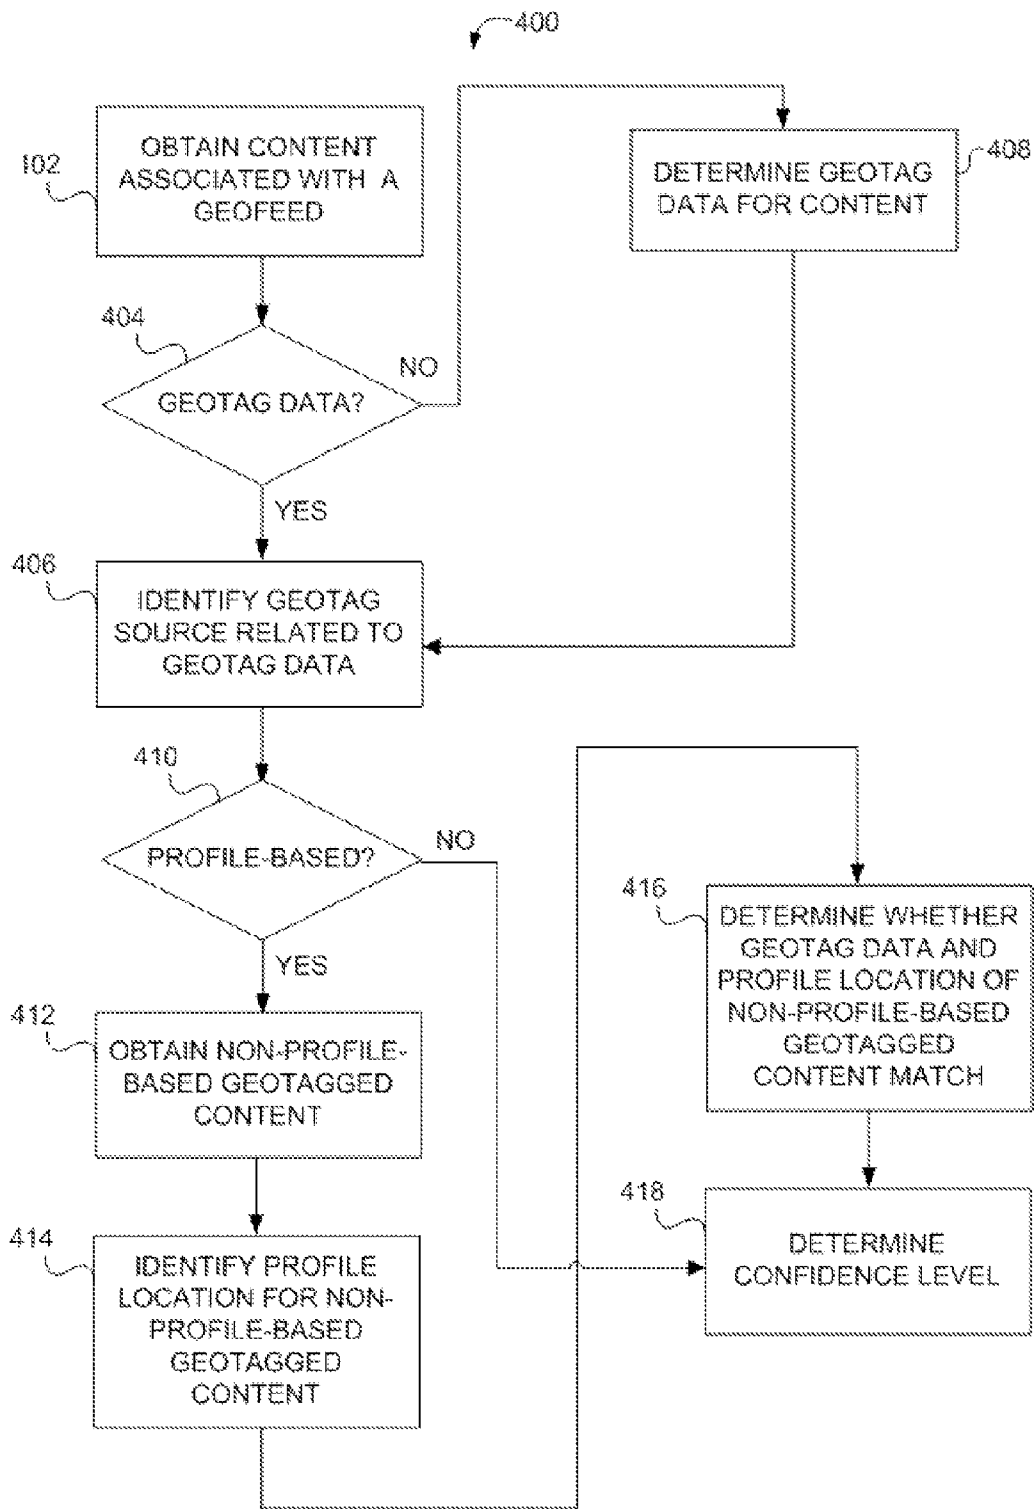 400
102
OBTAIN CONTENT
ASSOCIATED WITH A
GEOFEED
408
DETERMINE GEOTAG
DATA FOR CONTENT
404
GEOTAG DATA?
NO
YES
406
IDENTIFY GEOTAG
SOURCE RELATED TO
GEOTAG DATA
410
PROFILE-BASED?
NO
YES
412
OBTAIN NON-PROFILE-
BASED GEOTAGGED
CONTENT
414
IDENTIFY PROFILE
LOCATION FOR NON-
PROFILE-BASED
GEOTAGGED
CONTENT
416
DETERMINE WHETHER
GEOTAG DATA AND
PROFILE LOCATION OF
NON-PROFILE-BASED
GEOTAGGED
CONTENT MATCH
418
DETERMINE
CONFIDENCE LEVEL